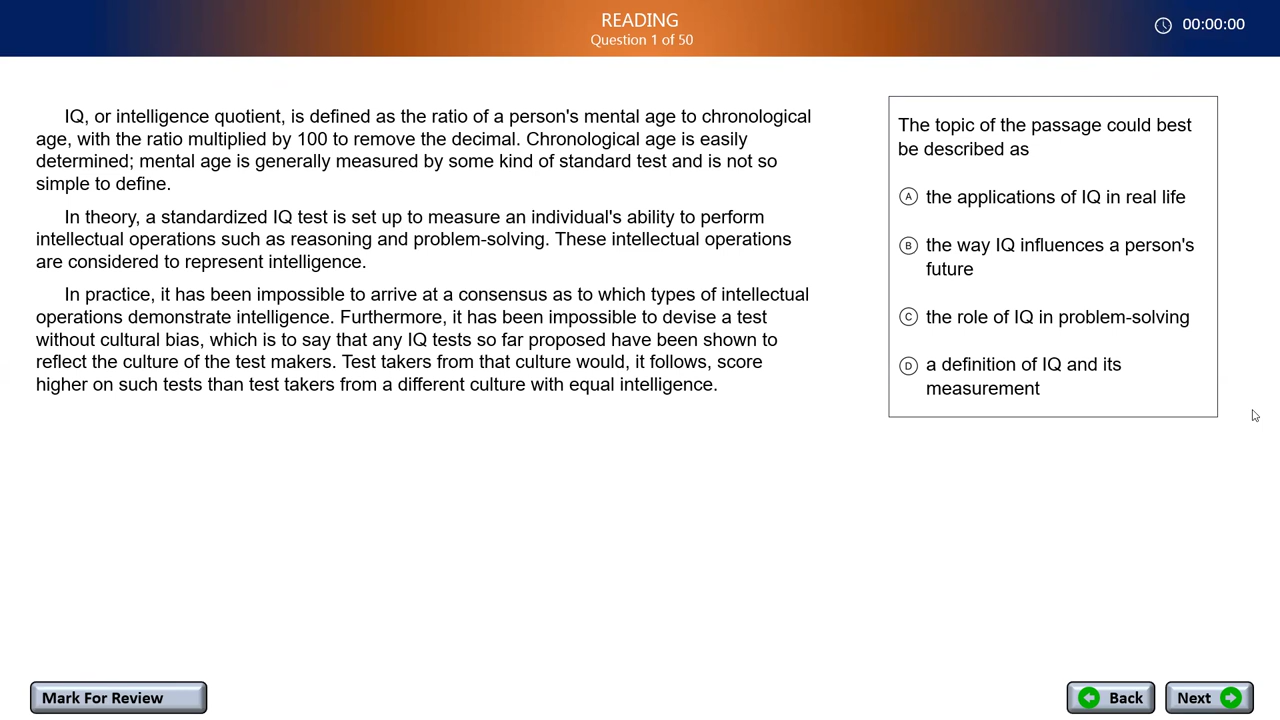 READING
Question 1 of 50
00:00:00
IQ, or intelligence quotient, is defined as the ratio of a person's mental age to chronological
age, with the ratio multiplied by 100 to remove the decimal. Chronological age is easily
determined; mental age is generally measured by some kind of standard test and is not so
simple to define.
In theory, a standardized IQ test is set up to measure an individual's ability to perform
intellectual operations such as reasoning and problem-solving. These intellectual operations
are considered to represent intelligence.
In practice, it has been impossible to arrive at a consensus as to which types of intellectual
operations demonstrate intelligence. Furthermore, it has been impossible to devise a test
without cultural bias, which is to say that any IQ tests so far proposed have been shown to
reflect the culture of the test makers. Test takers from that culture would, it follows, score
higher on such tests than test takers from a different culture with equal intelligence.
The topic of the passage could best
be described as
A the applications of IQ in real life
B the way IQ influences a person's
future
C the role of IQ in problem-solving
D a definition of IQ and its
measurement
Mark For Review
Back
Next